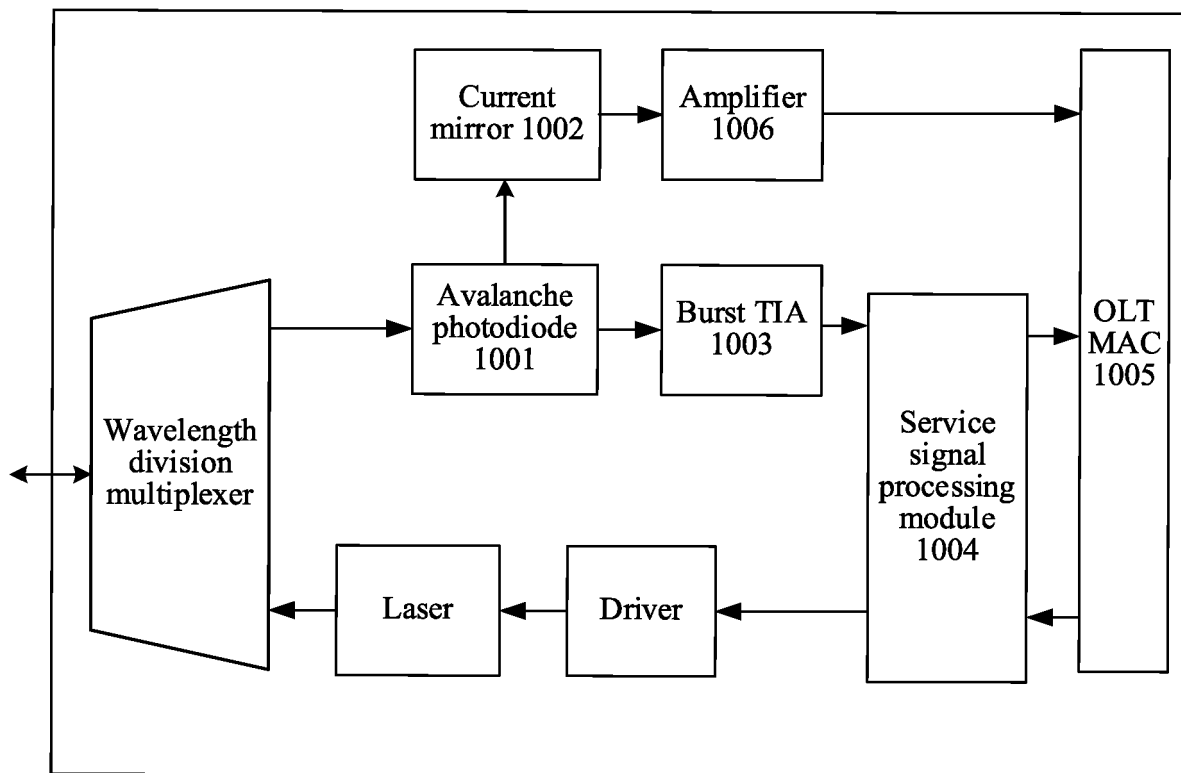 Current
mirror 1002
Amplifier
1006
Avalanche
photodiode
1001
Burst TIA
1003
OLT
MAC
1005
Wavelength
division
multiplexer
Service
signal
processing
module
1004
Laser
Driver